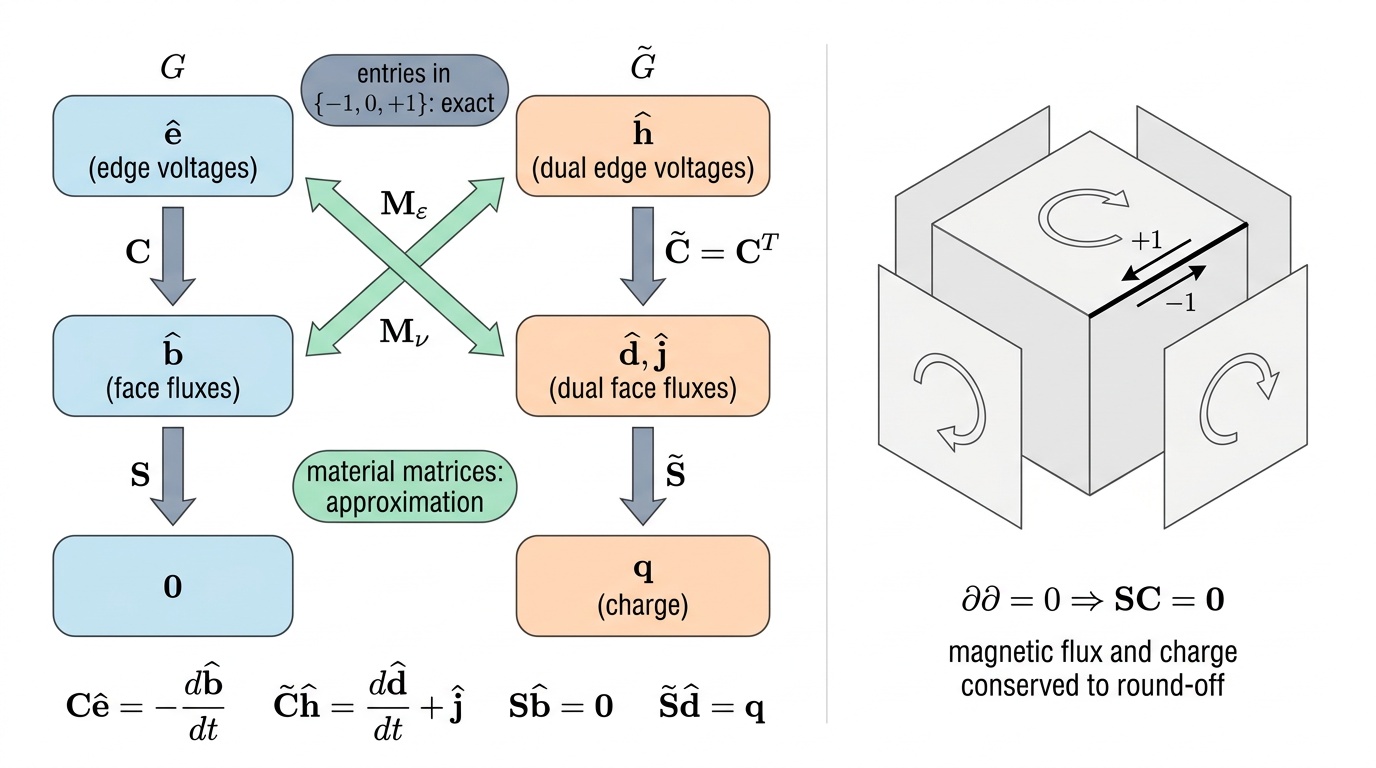 G
entries in
{−1, 0, +1}: exact
G̃
ê
(edge voltages)
ĥ
(dual edge voltages)
M_ε
C
C̃ = C^T
M_ν
b̂
(face fluxes)
d̂, ĵ
(dual face fluxes)
S
material matrices:
approximation
S̃
0
q
(charge)
Cê = −db̂/dt
C̃ĥ = dd̂/dt + ĵ
Sb̂ = 0
S̃d̂ = q
+1
−1
∂∂ = 0 ⇒ SC = 0
magnetic flux and charge
conserved to round-off